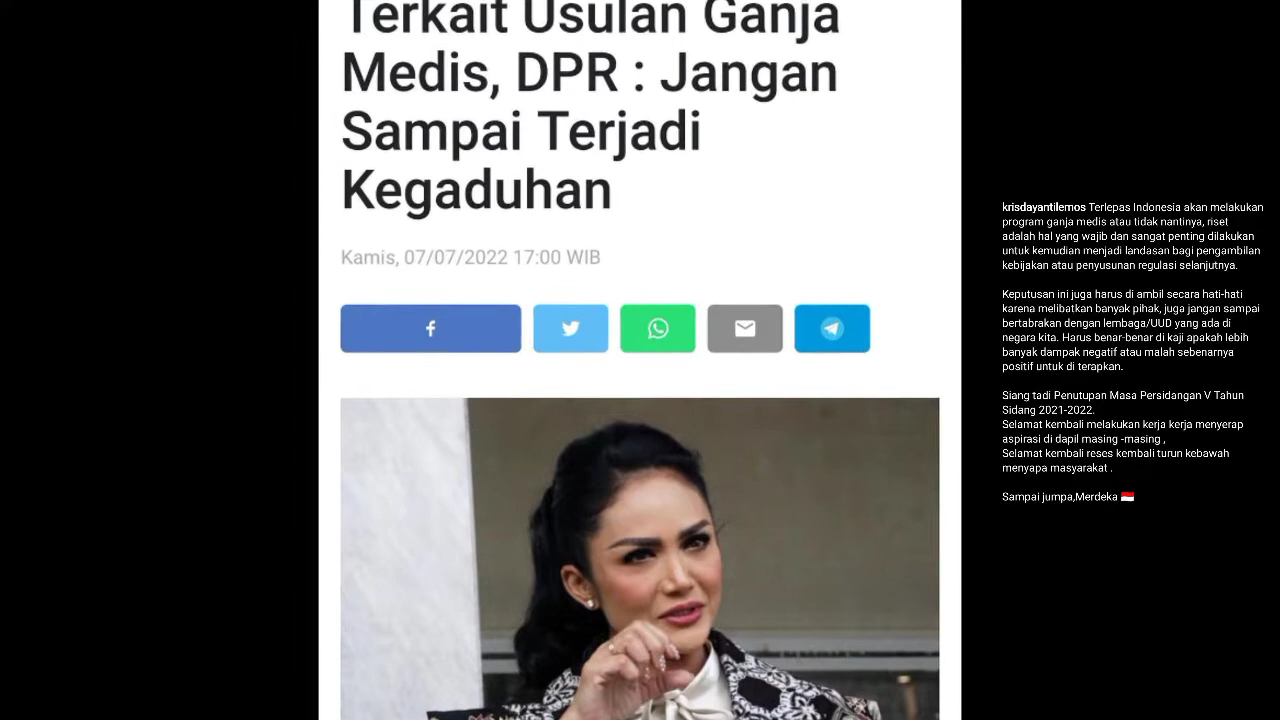 Terkait Usulan Ganja
Medis, DPR : Jangan
Sampai Terjadi
Kegaduhan
Kamis, 07/07/2022 17:00 WIB
krisdayantilemos Terlepas Indonesia akan melakukan
program ganja medis atau tidak nantinya, riset
adalah hal yang wajib dan sangat penting dilakukan
untuk kemudian menjadi landasan bagi pengambilan
kebijakan atau penyusunan regulasi selanjutnya.
Keputusan ini juga harus di ambil secara hati-hati
karena melibatkan banyak pihak, juga jangan sampai
bertabrakan dengan lembaga/UUD yang ada di
negara kita. Harus benar-benar di kaji apakah lebih
banyak dampak negatif atau malah sebenarnya
positif untuk di terapkan.
Siang tadi Penutupan Masa Persidangan V Tahun
Sidang 2021-2022.
Selamat kembali melakukan kerja kerja menyerap
aspirasi di dapil masing -masing ,
Selamat kembali reses kembali turun kebawah
menyapa masyarakat .
Sampai jumpa,Merdeka 🇮🇩